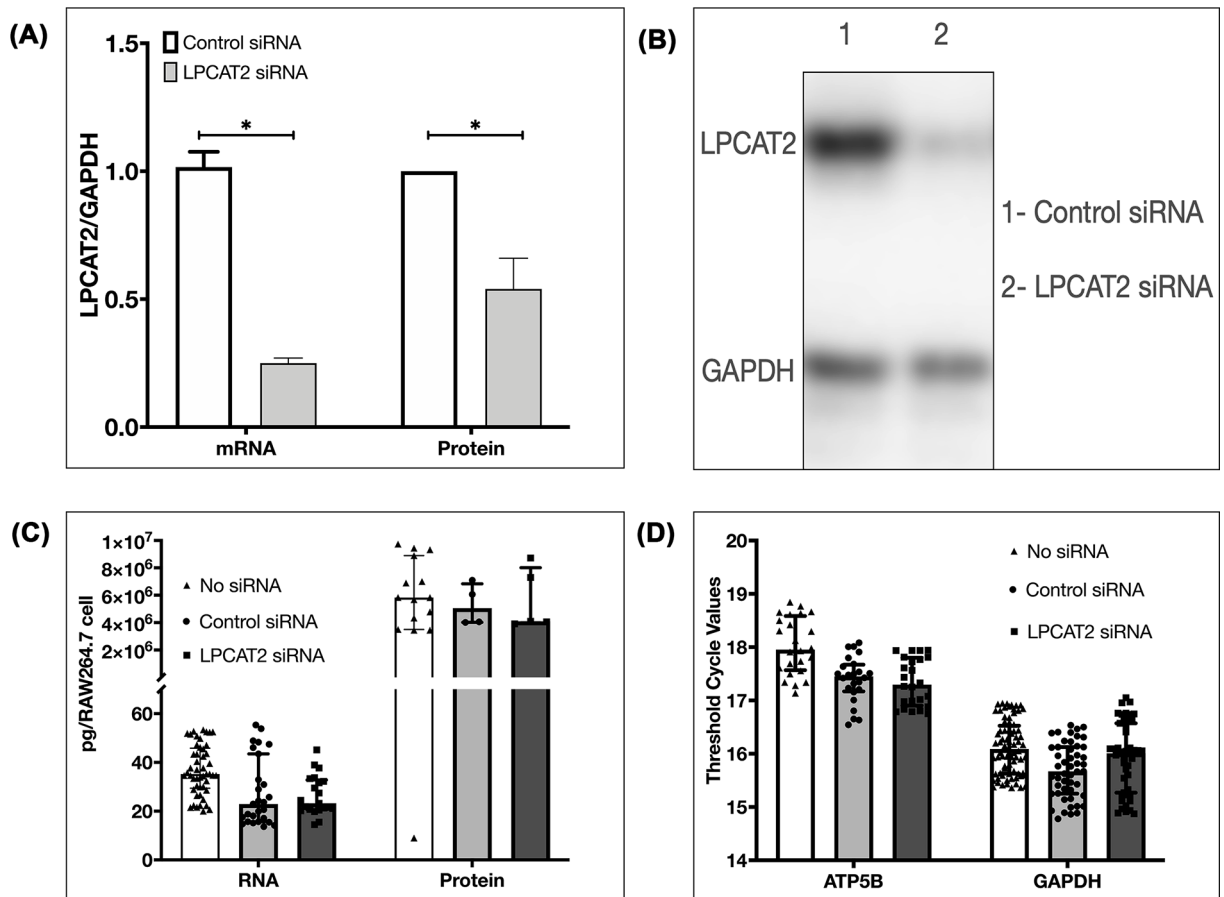 (A)
1.5
1.0
0.5
0.0
LPCAT2/GAPDH
Control siRNA
LPCAT2 siRNA
*
*
mRNA
Protein
(B)
1 2
LPCAT2
GAPDH
1- Control siRNA
2- LPCAT2 siRNA
(C)
1×10⁷
8×10⁶
6×10⁶
4×10⁶
2×10⁶
60
40
20
0
pg/RAW264.7 cell
No siRNA
Control siRNA
LPCAT2 siRNA
RNA
Protein
(D)
20
19
18
17
16
15
14
Threshold Cycle Values
No siRNA
Control siRNA
LPCAT2 siRNA
ATP5B
GAPDH